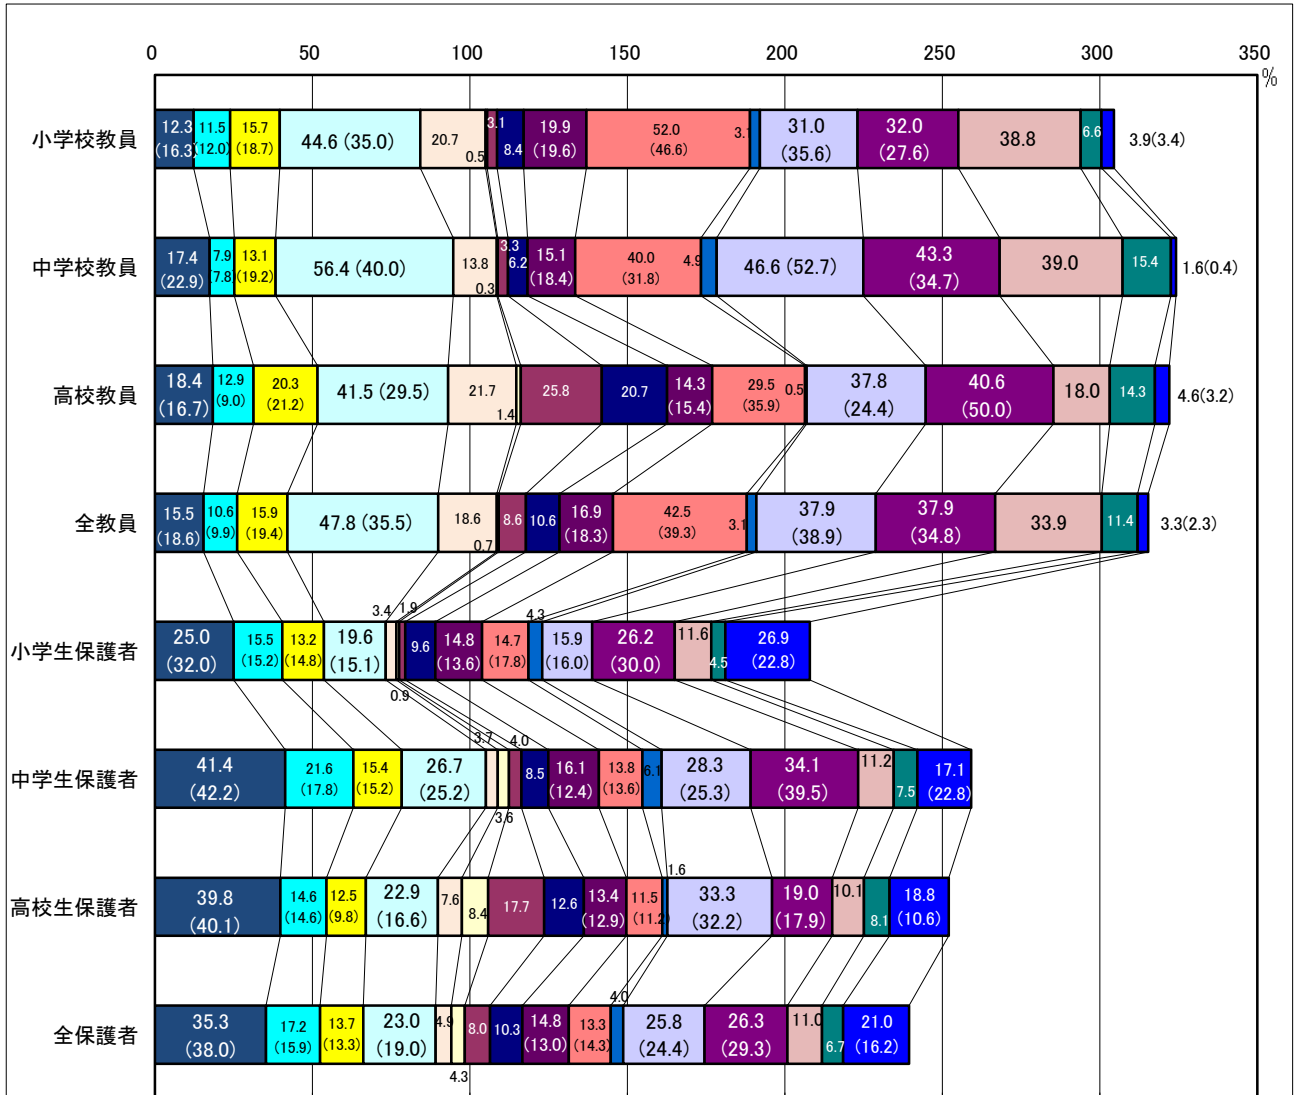 0 50 100 150 200 250 300 350
%
小学校教員 12.3 11.5 15.7 44.6 (35.0) 20.7 0.5 3.1 8.4 19.9 52.0 3.1 31.0 32.0 38.8 6.6 3.9(3.4)
(16.3) (12.0) (18.7) (19.6) (46.6) (35.6) (27.6)
中学校教員 17.4 7.9 13.1 56.4 (40.0) 13.8 0.3 3.3 6.2 15.1 40.0 4.9 46.6 (52.7) 43.3 39.0 15.4 1.6(0.4)
(22.9) (7.8) (19.2) (18.4) (31.8) (34.7)
高校教員 18.4 12.9 20.3 41.5 (29.5) 21.7 1.4 25.8 20.7 14.3 29.5 0.5 37.8 40.6 18.0 14.3 4.6(3.2)
(16.7) (9.0) (21.2) (15.4) (35.9) (24.4) (50.0)
全教員 15.5 10.6 15.9 47.8 (35.5) 18.6 0.7 8.6 10.6 16.9 42.5 3.1 37.9 37.9 33.9 11.4 3.3(2.3)
(18.6) (9.9) (19.4) (18.3) (39.3) (38.9) (34.8)
3.4 1.9 4.3
小学生保護者 25.0 15.5 13.2 19.6 9.6 14.8 14.7 15.9 26.2 11.6 4.5 26.9
(32.0) (15.2) (14.8) (15.1) (13.6) (17.8) (16.0) (30.0) (22.8)
0.9
3.7 4.0
中学生保護者 41.4 21.6 15.4 26.7 8.5 16.1 13.8 6.1 28.3 34.1 11.2 7.5 17.1
(42.2) (17.8) (15.2) (25.2) (12.4) (13.6) (25.3) (39.5) (22.8)
3.6
1.6
高校生保護者 39.8 14.6 12.5 22.9 7.6 8.4 17.7 12.6 13.4 11.5 33.3 19.0 10.1 8.1 18.8
(40.1) (14.6) (9.8) (16.6) (12.9) (11.2) (32.2) (17.9) (10.6)
4.0
全保護者 35.3 17.2 13.7 23.0 4.9 8.0 10.3 14.8 13.3 25.8 26.3 11.0 6.7 21.0
(38.0) (15.9) (13.3) (19.0) (13.0) (14.3) (24.4) (29.3) (16.2)
4.3